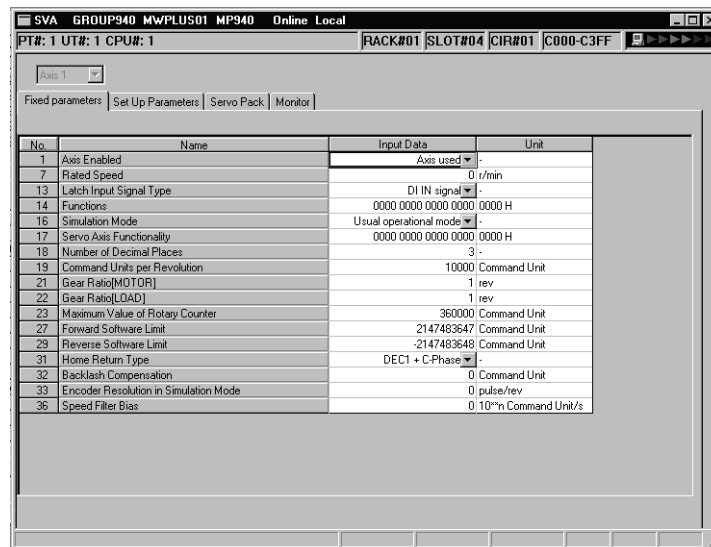 SVA GROUP940 MWPLUS01 MP940 Online Local
PT#: 1 UT#: 1 CPU#: 1 RACK#01 SLOT#04 CIR#01 C000-C3FF
Axis 1
Fixed parameters Set Up Parameters Servo Pack Monitor
No. Name Input Data Unit
1 Axis Enabled Axis used -
7 Rated Speed 0 r/min
13 Latch Input Signal Type DI IN signal -
14 Functions 0000 0000 0000 0000 0000 H
16 Simulation Mode Usual operational mode -
17 Servo Axis Functionality 0000 0000 0000 0000 0000 H
18 Number of Decimal Places 3 -
19 Command Units per Revolution 10000 Command Unit
21 Gear Ratio[MOTOR] 1 rev
22 Gear Ratio[LOAD] 1 rev
23 Maximum Value of Rotary Counter 360000 Command Unit
27 Forward Software Limit 2147483647 Command Unit
29 Reverse Software Limit -2147483648 Command Unit
31 Home Return Type DEC1 + C-Phase -
32 Backlash Compensation 0 Command Unit
33 Encoder Resolution in Simulation Mode 0 pulse/rev
36 Speed Filter Bias 0 10**n Command Unit/s